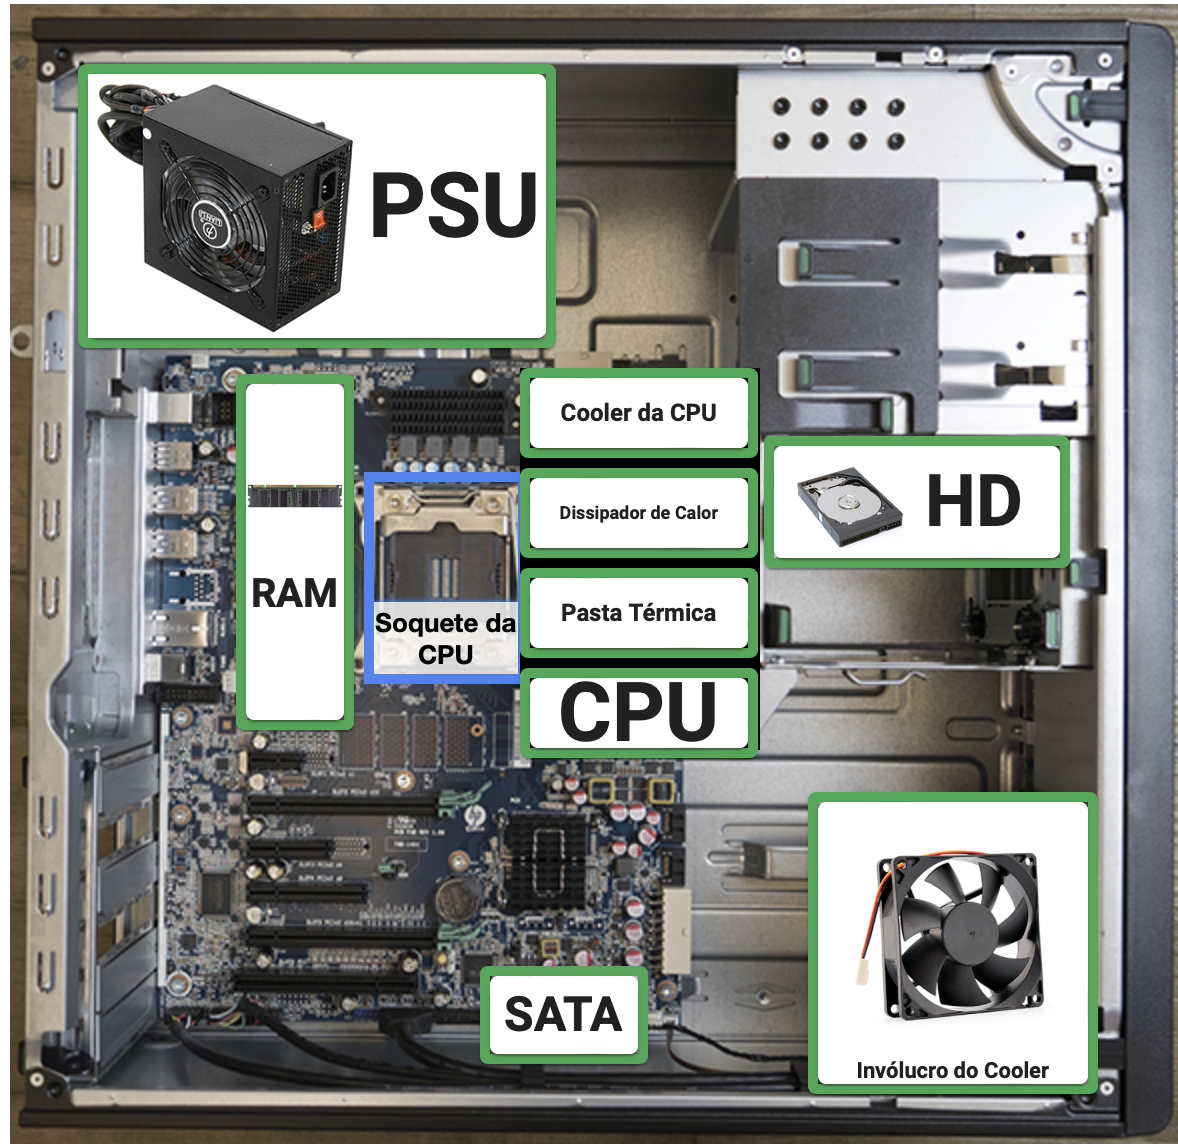 PSU
Cooler da CPU
Dissipador de Calor
HD
RAM
Pasta Térmica
Soquete da
CPU
CPU
SATA
Invólucro do Cooler